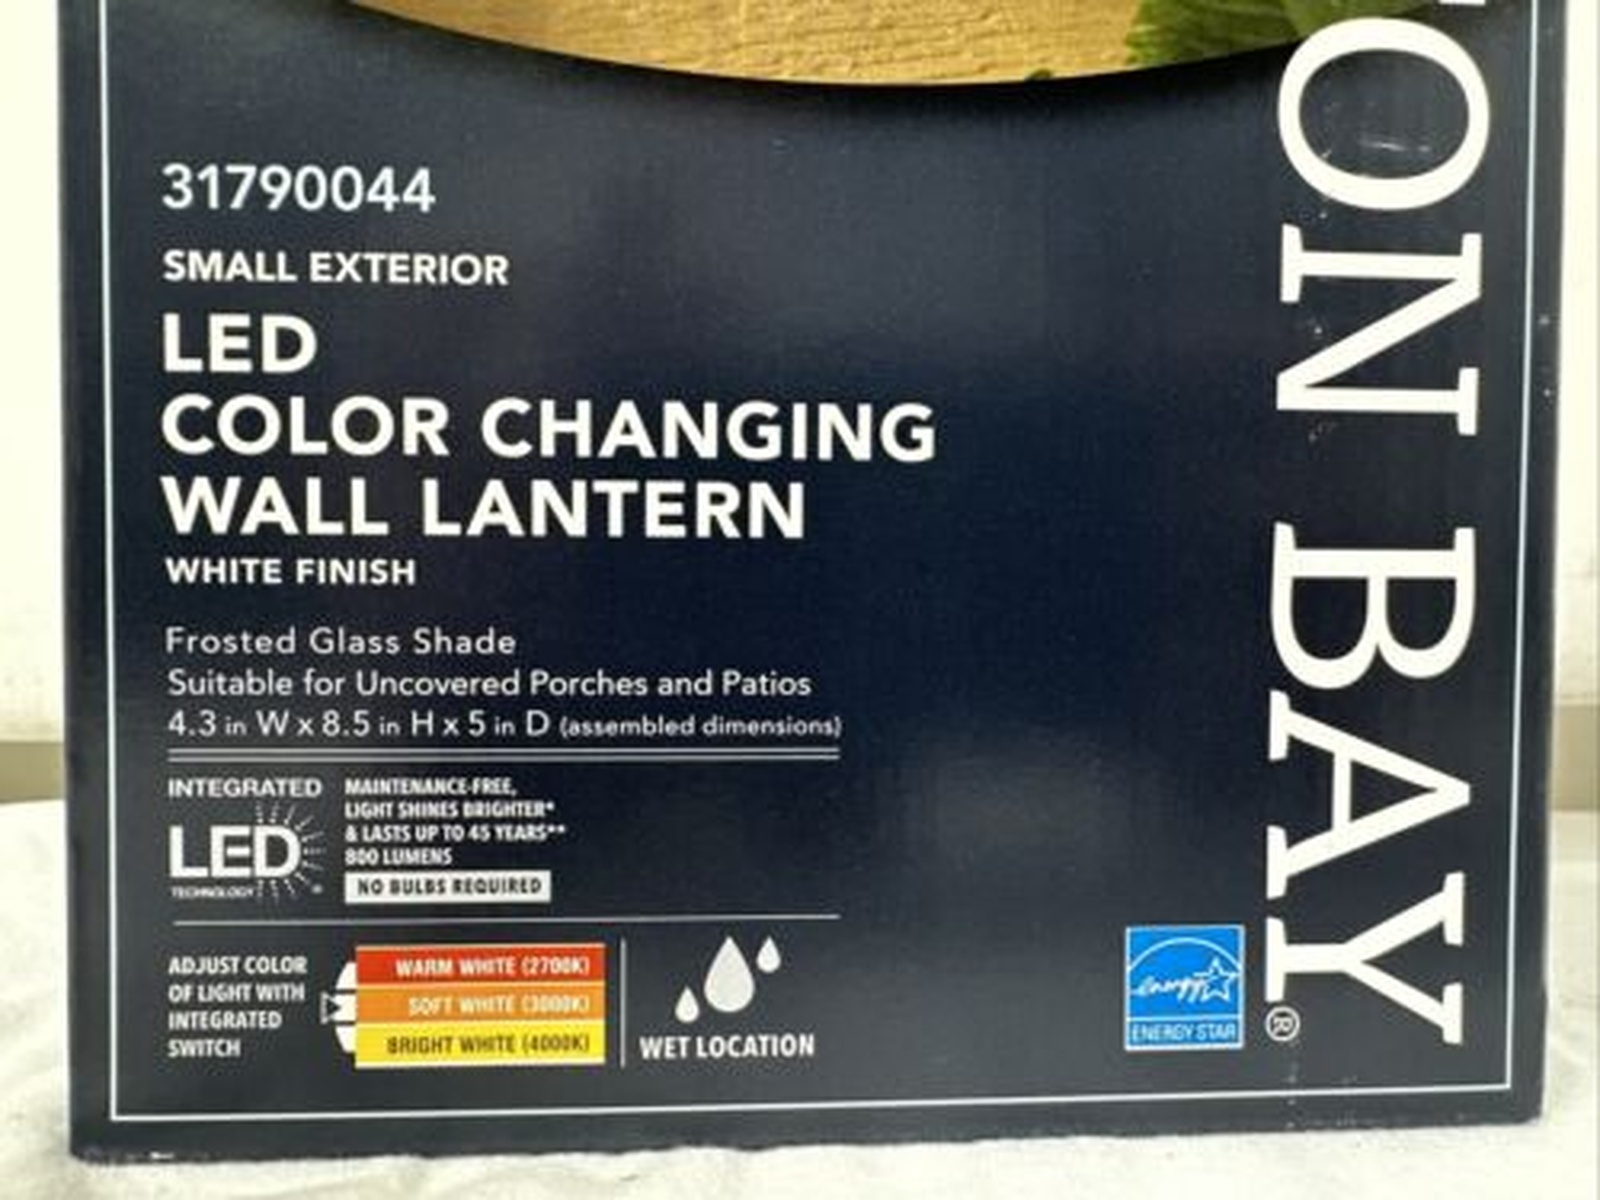 31790044
SMALL EXTERIOR
LED
COLOR CHANGING
WALL LANTERN
WHITE FINISH
Frosted Glass Shade
Suitable for Uncovered Porches and Patios
4.3 in W x 8.5 in H x 5 in D (assembled dimensions)
INTEGRATED
LED
TECHNOLOGY
MAINTENANCE-FREE,
LIGHT SHINES BRIGHTER*
& LASTS UP TO 45 YEARS**
800 LUMENS
NO BULBS REQUIRED
ADJUST COLOR
OF LIGHT WITH
INTEGRATED
SWITCH
WARM WHITE (2700K)
SOFT WHITE (3000K)
BRIGHT WHITE (4000K)
WET LOCATION
energy
ENERGY STAR
ON BAY®